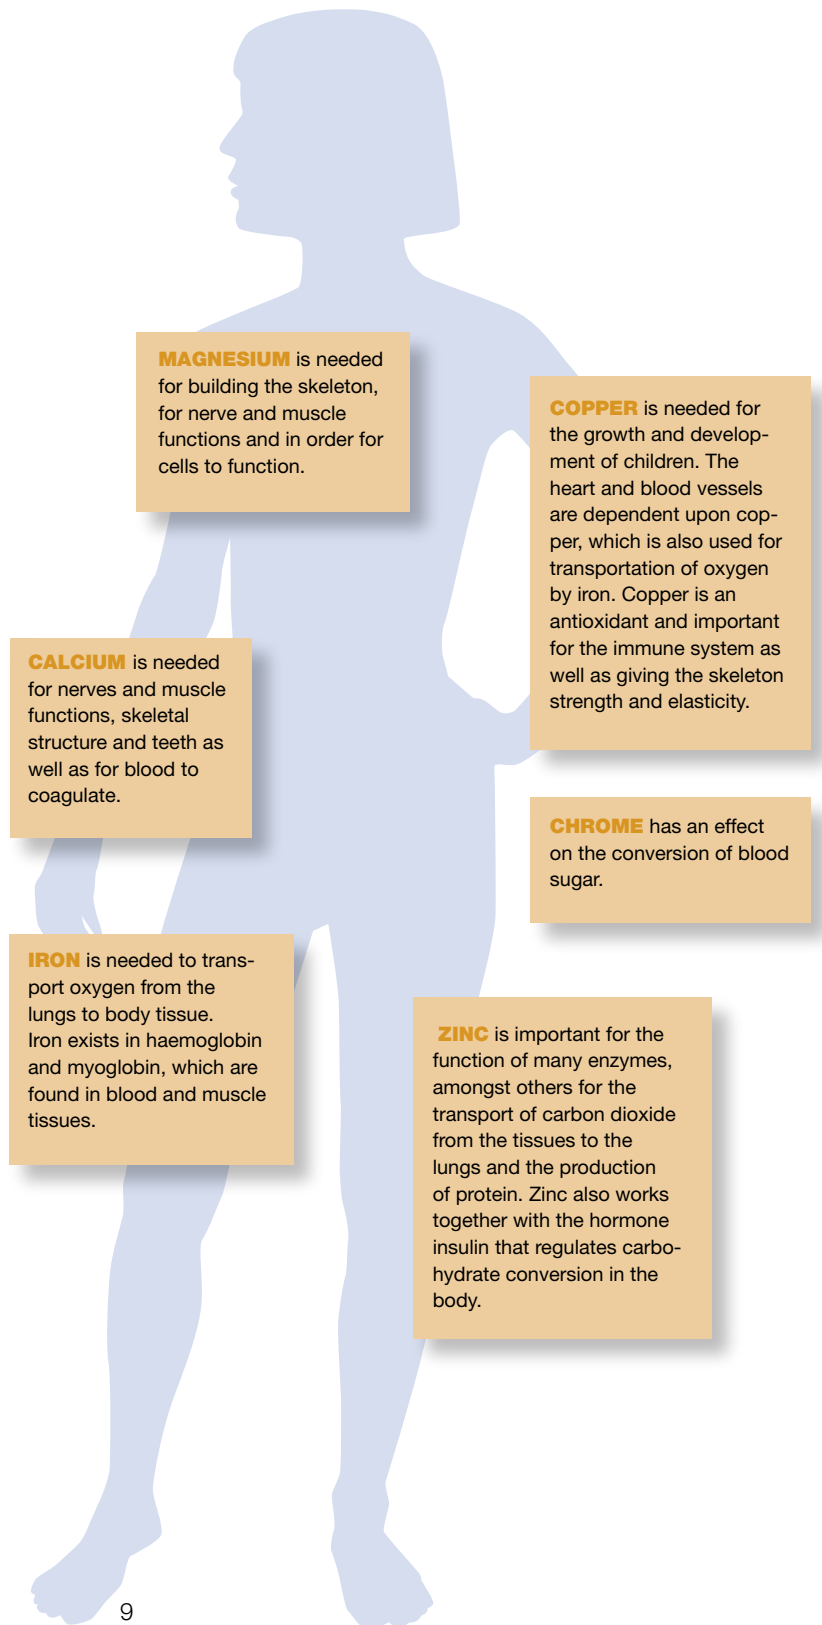 MAGNESIUM is needed
for building the skeleton,
for nerve and muscle
functions and in order for
cells to function.
COPPER is needed for
the growth and develop-
ment of children. The
heart and blood vessels
are dependent upon cop-
per, which is also used for
transportation of oxygen
by iron. Copper is an
antioxidant and important
for the immune system as
well as giving the skeleton
strength and elasticity.
CALCIUM is needed
for nerves and muscle
functions, skeletal
structure and teeth as
well as for blood to
coagulate.
CHROME has an effect
on the conversion of blood
sugar.
IRON is needed to trans-
port oxygen from the
lungs to body tissue.
Iron exists in haemoglobin
and myoglobin, which are
found in blood and muscle
tissues.
ZINC is important for the
function of many enzymes,
amongst others for the
transport of carbon dioxide
from the tissues to the
lungs and the production
of protein. Zinc also works
together with the hormone
insulin that regulates carbo-
hydrate conversion in the
body.
9